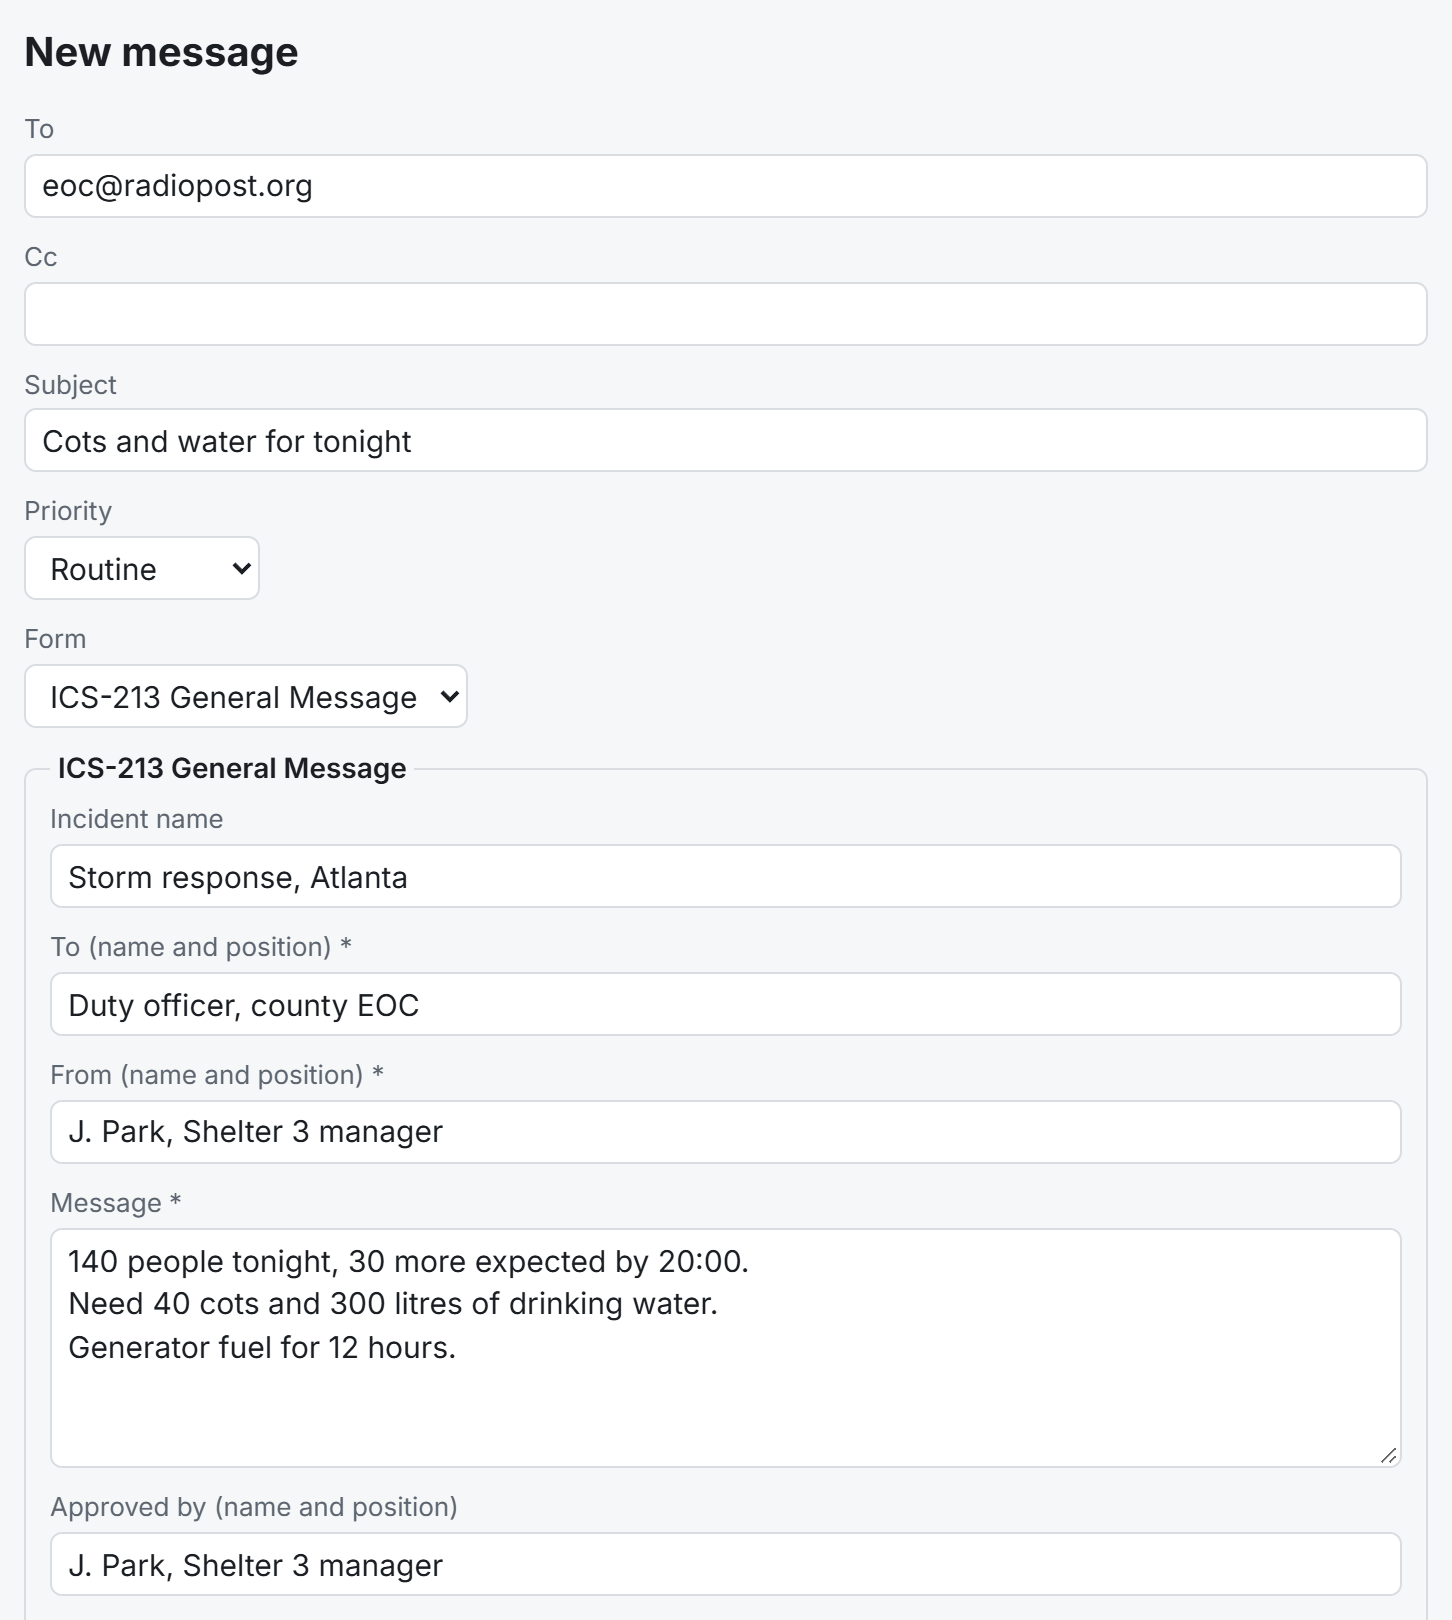 New message
To
eoc@radiopost.org
Cc
Subject
Cots and water for tonight
Priority
Routine
Form
ICS-213 General Message
ICS-213 General Message
Incident name
Storm response, Atlanta
To (name and position) *
Duty officer, county EOC
From (name and position) *
J. Park, Shelter 3 manager
Message *
140 people tonight, 30 more expected by 20:00.
Need 40 cots and 300 litres of drinking water.
Generator fuel for 12 hours.
Approved by (name and position)
J. Park, Shelter 3 manager